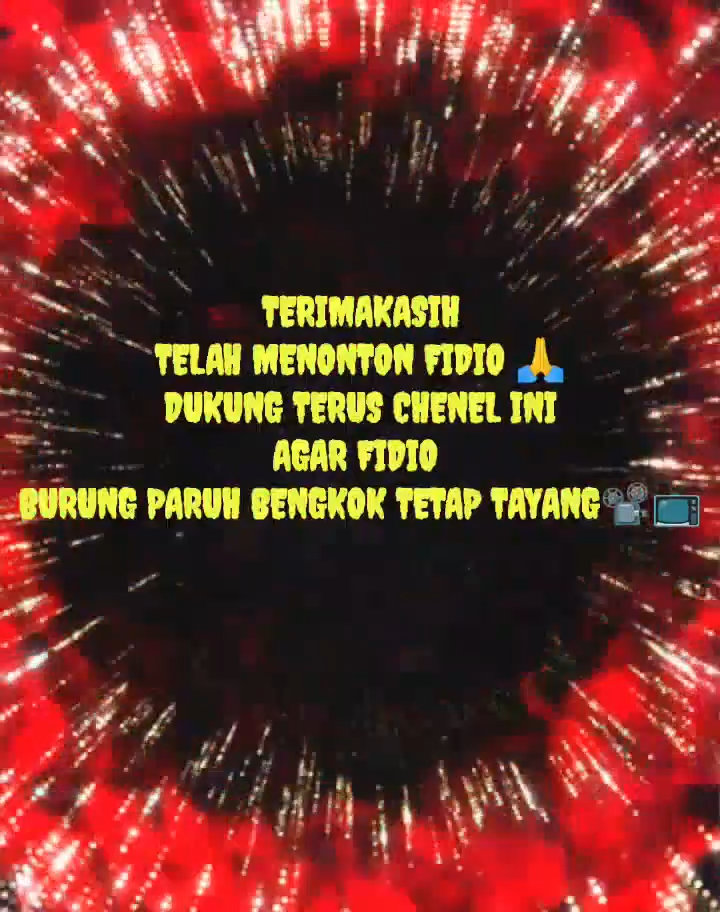 TERIMAKASIH
TELAH MENONTON FIDIO 🙏
DUKUNG TERUS CHENEL INI
AGAR FIDIO
BURUNG PARUH BENGKOK TETAP TAYANG📽️📺